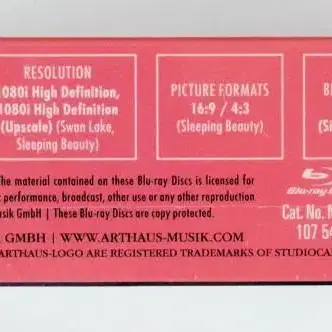 RESOLUTION
1080i High Definition,
1080i High Definition
(Upscale) (Swan Lake,
Sleeping Beauty)
PICTURE FORMATS
16:9 / 4:3
(Sleeping Beauty)
The material contained on these Blu-ray Discs is licensed for
performance, broadcast, other use or any other reproduction
GmbH | These Blu-ray Discs are copy protected.
GMBH | WWW.ARTHAUS-MUSIK.COM
ARTHAUS-LOGO ARE REGISTERED TRADEMARKS OF STUDIOCA
Blu-ray
Cat. No.
107 54